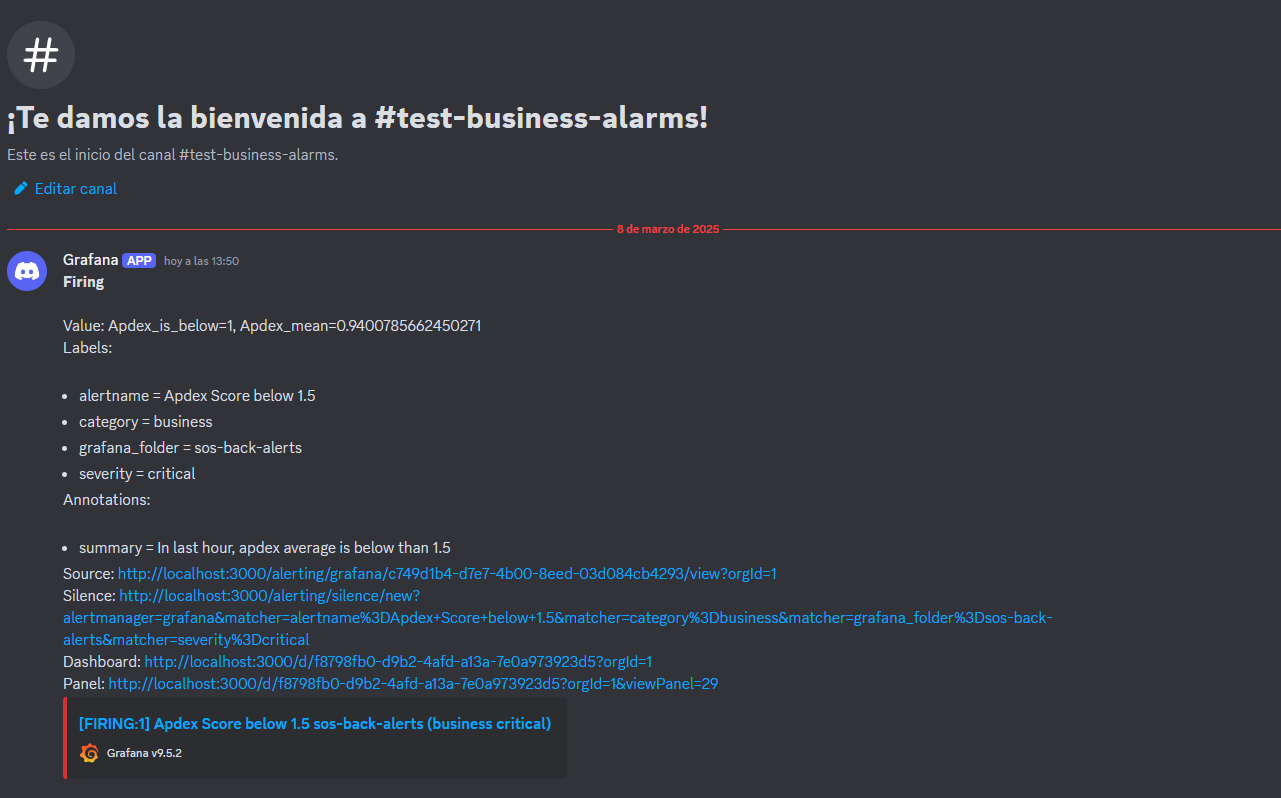 #
¡Te damos la bienvenida a #test-business-alarms!
Este es el inicio del canal #test-business-alarms.
Editar canal
8 de marzo de 2025
Grafana APP hoy a las 13:50
Firing
Value: Apdex_is_below=1, Apdex_mean=0.9400785662450271
Labels:
• alertname = Apdex Score below 1.5
• category = business
• grafana_folder = sos-back-alerts
• severity = critical
Annotations:
• summary = In last hour, apdex average is below than 1.5
Source: http://localhost:3000/alerting/grafana/c749d1b4-d7e7-4b00-8eed-03d084cb4293/view?orgId=1
Silence: http://localhost:3000/alerting/silence/new?
alertmanager=grafana&matcher=alertname%3DApdex+Score+below+1.5&matcher=category%3Dbusiness&matcher=grafana_folder%3Dsos-back-
alerts&matcher=severity%3Dcritical
Dashboard: http://localhost:3000/d/f8798fb0-d9b2-4afd-a13a-7e0a973923d5?orgId=1
Panel: http://localhost:3000/d/f8798fb0-d9b2-4afd-a13a-7e0a973923d5?orgId=1&viewPanel=29
[FIRING:1] Apdex Score below 1.5 sos-back-alerts (business critical)
Grafana v9.5.2